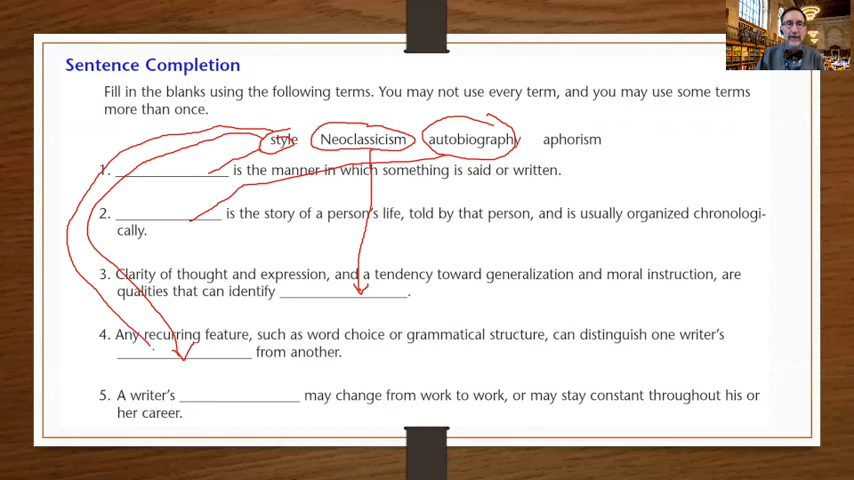 Sentence Completion
Fill in the blanks using the following terms. You may not use every term, and you may use some terms
more than once.
style Neoclassicism autobiography aphorism
1. ____________ is the manner in which something is said or written.
2. ____________ is the story of a person's life, told by that person, and is usually organized chronologi-
cally.
3. Clarity of thought and expression, and a tendency toward generalization and moral instruction, are
qualities that can identify ____________.
4. Any recurring feature, such as word choice or grammatical structure, can distinguish one writer's
____________ from another.
5. A writer's ____________ may change from work to work, or may stay constant throughout his or
her career.